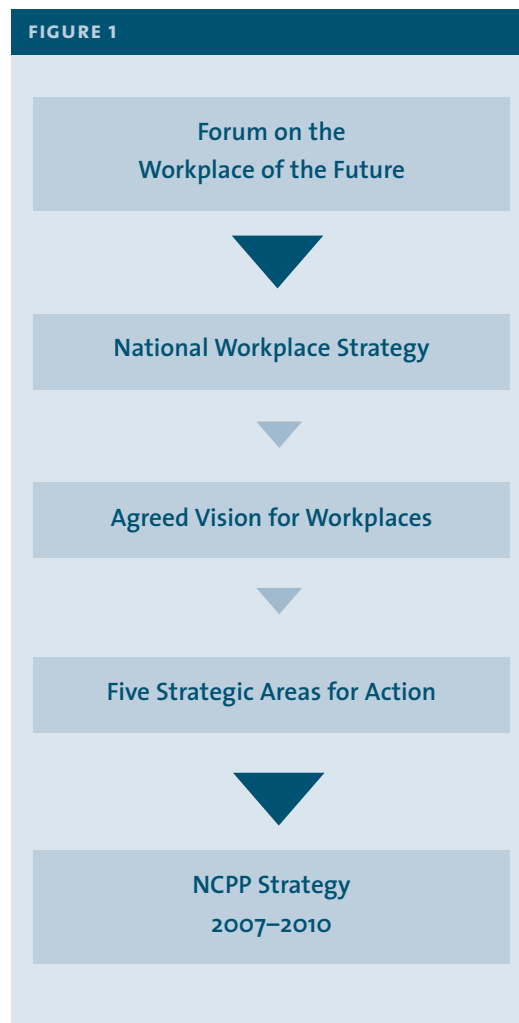 FIGURE 1
Forum on the
Workplace of the Future
National Workplace Strategy
Agreed Vision for Workplaces
Five Strategic Areas for Action
NCPP Strategy
2007–2010